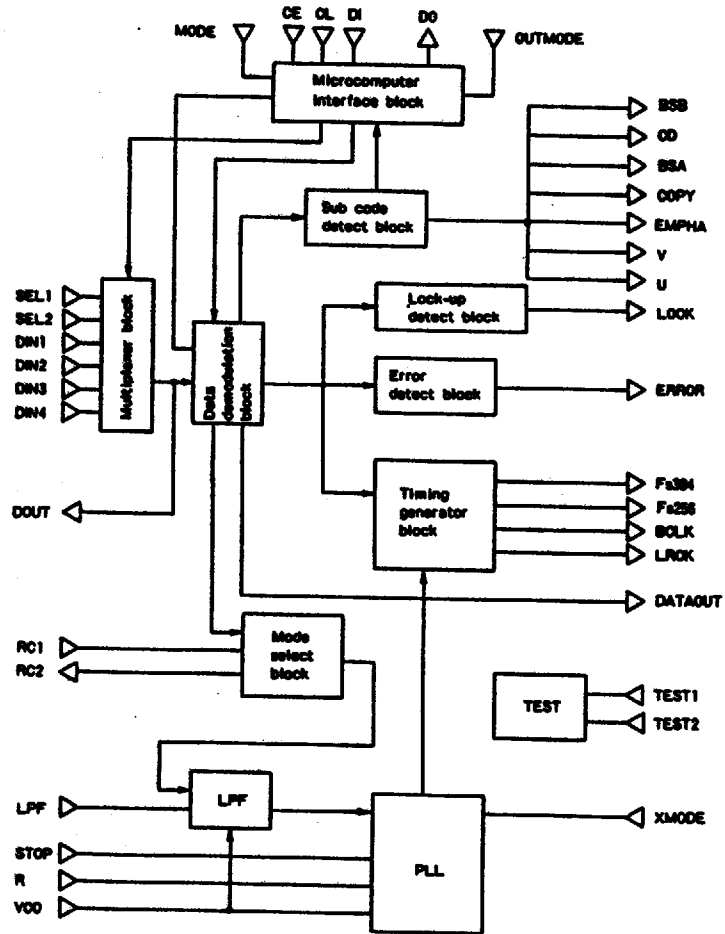 CE CL DI DO
MODE
OUTMODE
Microcomputer
interface block
BSB
CD
BSA
COPY
Sub code
detect block
EMPHA
V
U
SEL1
SEL2
DIN1
DIN2
DIN3
DIN4
Multiplexer block
Lock-up
detect block
LOCK
Data
demodulation
block
Error
detect block
ERROR
DOUT
Timing
generator
block
Fs384
Fs256
BCLK
LRCK
DATAOUT
RC1
RC2
Mode
select
block
TEST
TEST1
TEST2
LPF
LPF
XMODE
STOP
R
VCO
PLL